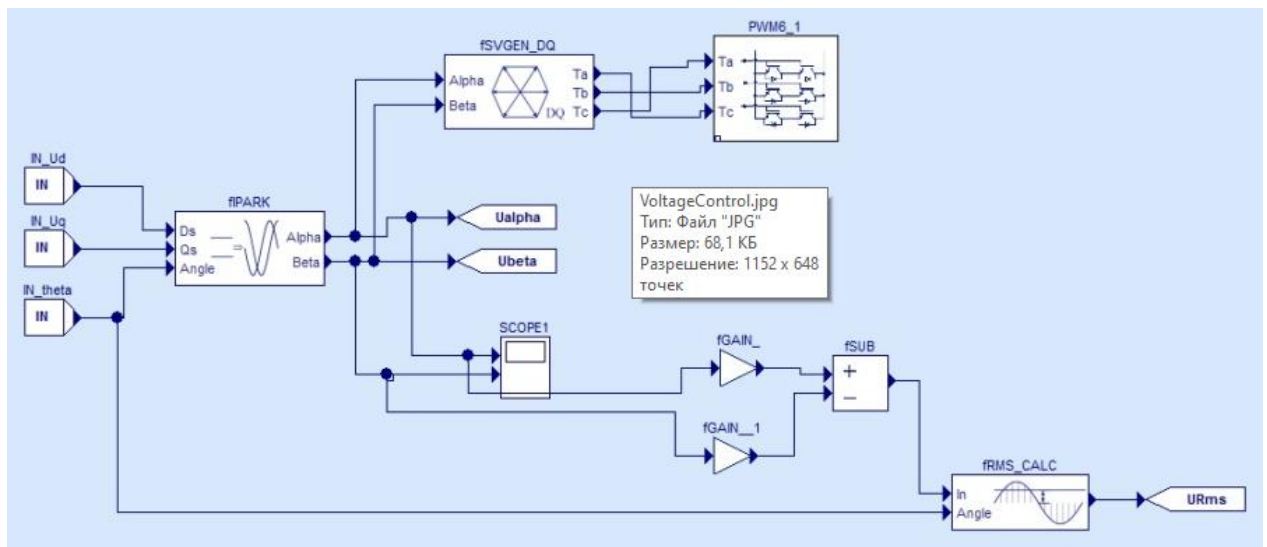 PWM6_1
fSVGEN_DQ
Alpha
Beta
Ta
Tb
Tc
DQ
Ta
Tb
Tc
IN_Ud
IN
IN_Uq
IN
IN_theta
IN
fIPARK
Ds
Qs
Angle
Alpha
Beta
Ualpha
Ubeta
VoltageControl.jpg
Тип: Файл "JPG"
Размер: 68,1 КБ
Разрешение: 1152 x 648
точек
SCOPE1
fGAIN_
fSUB
+
−
fGAIN__1
fRMS_CALC
In
Angle
URms